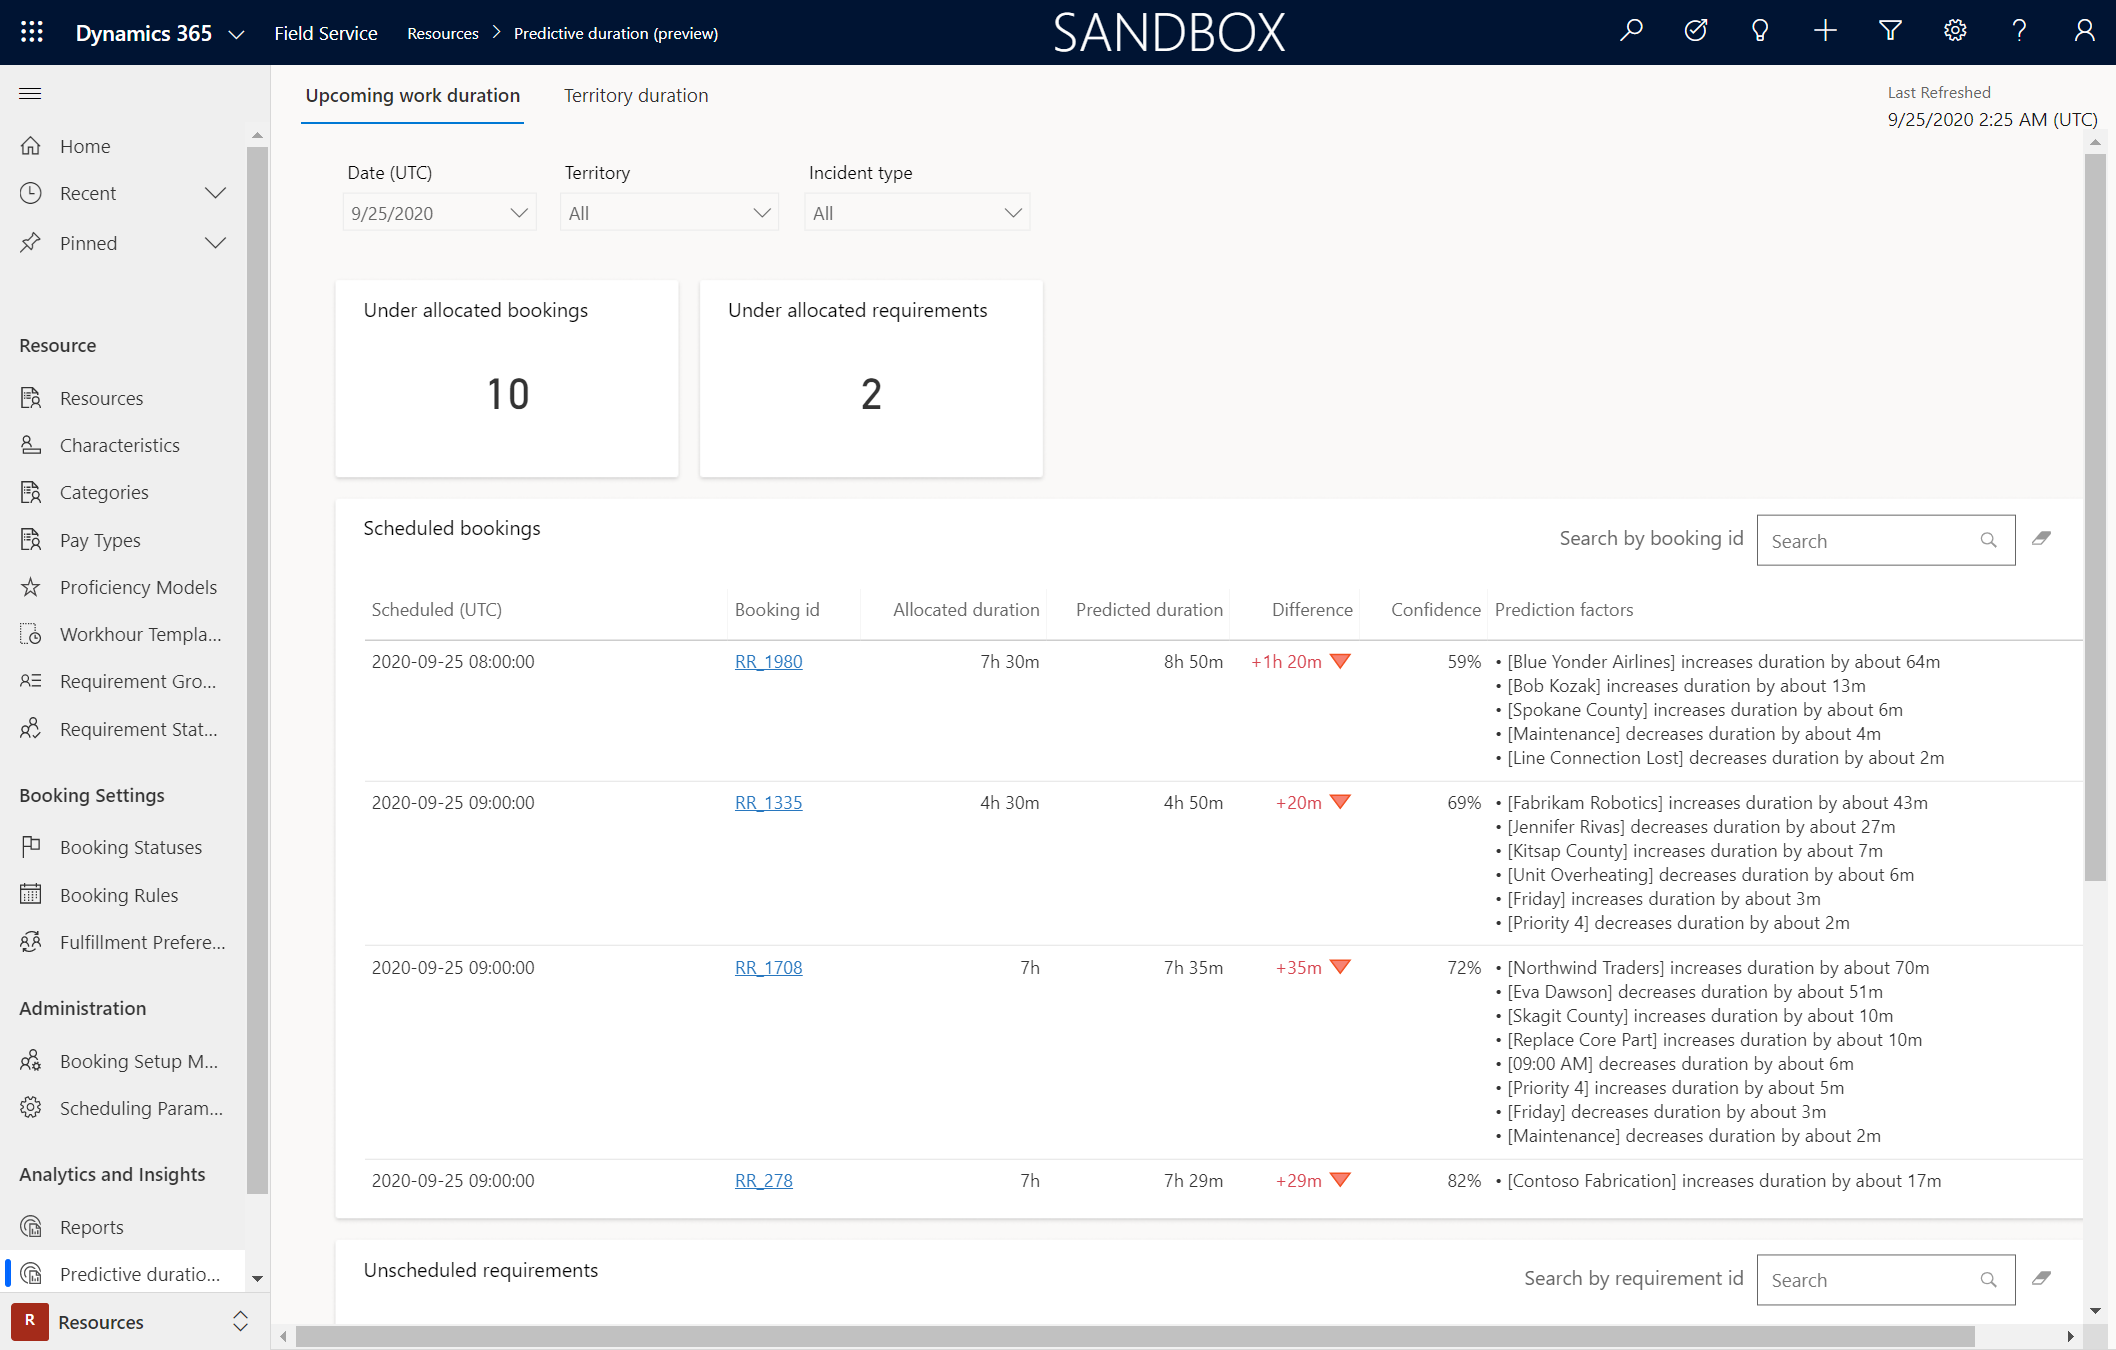 Dynamics 365
Field Service
Resources > Predictive duration (preview)
SANDBOX
Home
Recent
Pinned
Resource
Resources
Characteristics
Categories
Pay Types
Proficiency Models
Workhour Templa...
Requirement Gro...
Requirement Stat...
Booking Settings
Booking Statuses
Booking Rules
Fulfillment Prefere...
Administration
Booking Setup M...
Scheduling Param...
Analytics and Insights
Reports
Predictive duratio...
R Resources
Upcoming work duration
Territory duration
Last Refreshed
9/25/2020 2:25 AM (UTC)
Date (UTC)
9/25/2020
Territory
All
Incident type
All
Under allocated bookings
10
Under allocated requirements
2
Scheduled bookings
Search by booking id
Search
Scheduled (UTC) Booking id Allocated duration Predicted duration Difference Confidence Prediction factors
2020-09-25 08:00:00 RR_1980 7h 30m 8h 50m +1h 20m 59% • [Blue Yonder Airlines] increases duration by about 64m
• [Bob Kozak] increases duration by about 13m
• [Spokane County] increases duration by about 6m
• [Maintenance] decreases duration by about 4m
• [Line Connection Lost] decreases duration by about 2m
2020-09-25 09:00:00 RR_1335 4h 30m 4h 50m +20m 69% • [Fabrikam Robotics] increases duration by about 43m
• [Jennifer Rivas] decreases duration by about 27m
• [Kitsap County] increases duration by about 7m
• [Unit Overheating] decreases duration by about 6m
• [Friday] increases duration by about 3m
• [Priority 4] decreases duration by about 2m
2020-09-25 09:00:00 RR_1708 7h 7h 35m +35m 72% • [Northwind Traders] increases duration by about 70m
• [Eva Dawson] decreases duration by about 51m
• [Skagit County] increases duration by about 10m
• [Replace Core Part] increases duration by about 10m
• [09:00 AM] decreases duration by about 6m
• [Priority 4] increases duration by about 5m
• [Friday] decreases duration by about 3m
• [Maintenance] decreases duration by about 2m
2020-09-25 09:00:00 RR_278 7h 7h 29m +29m 82% • [Contoso Fabrication] increases duration by about 17m
Unscheduled requirements
Search by requirement id
Search